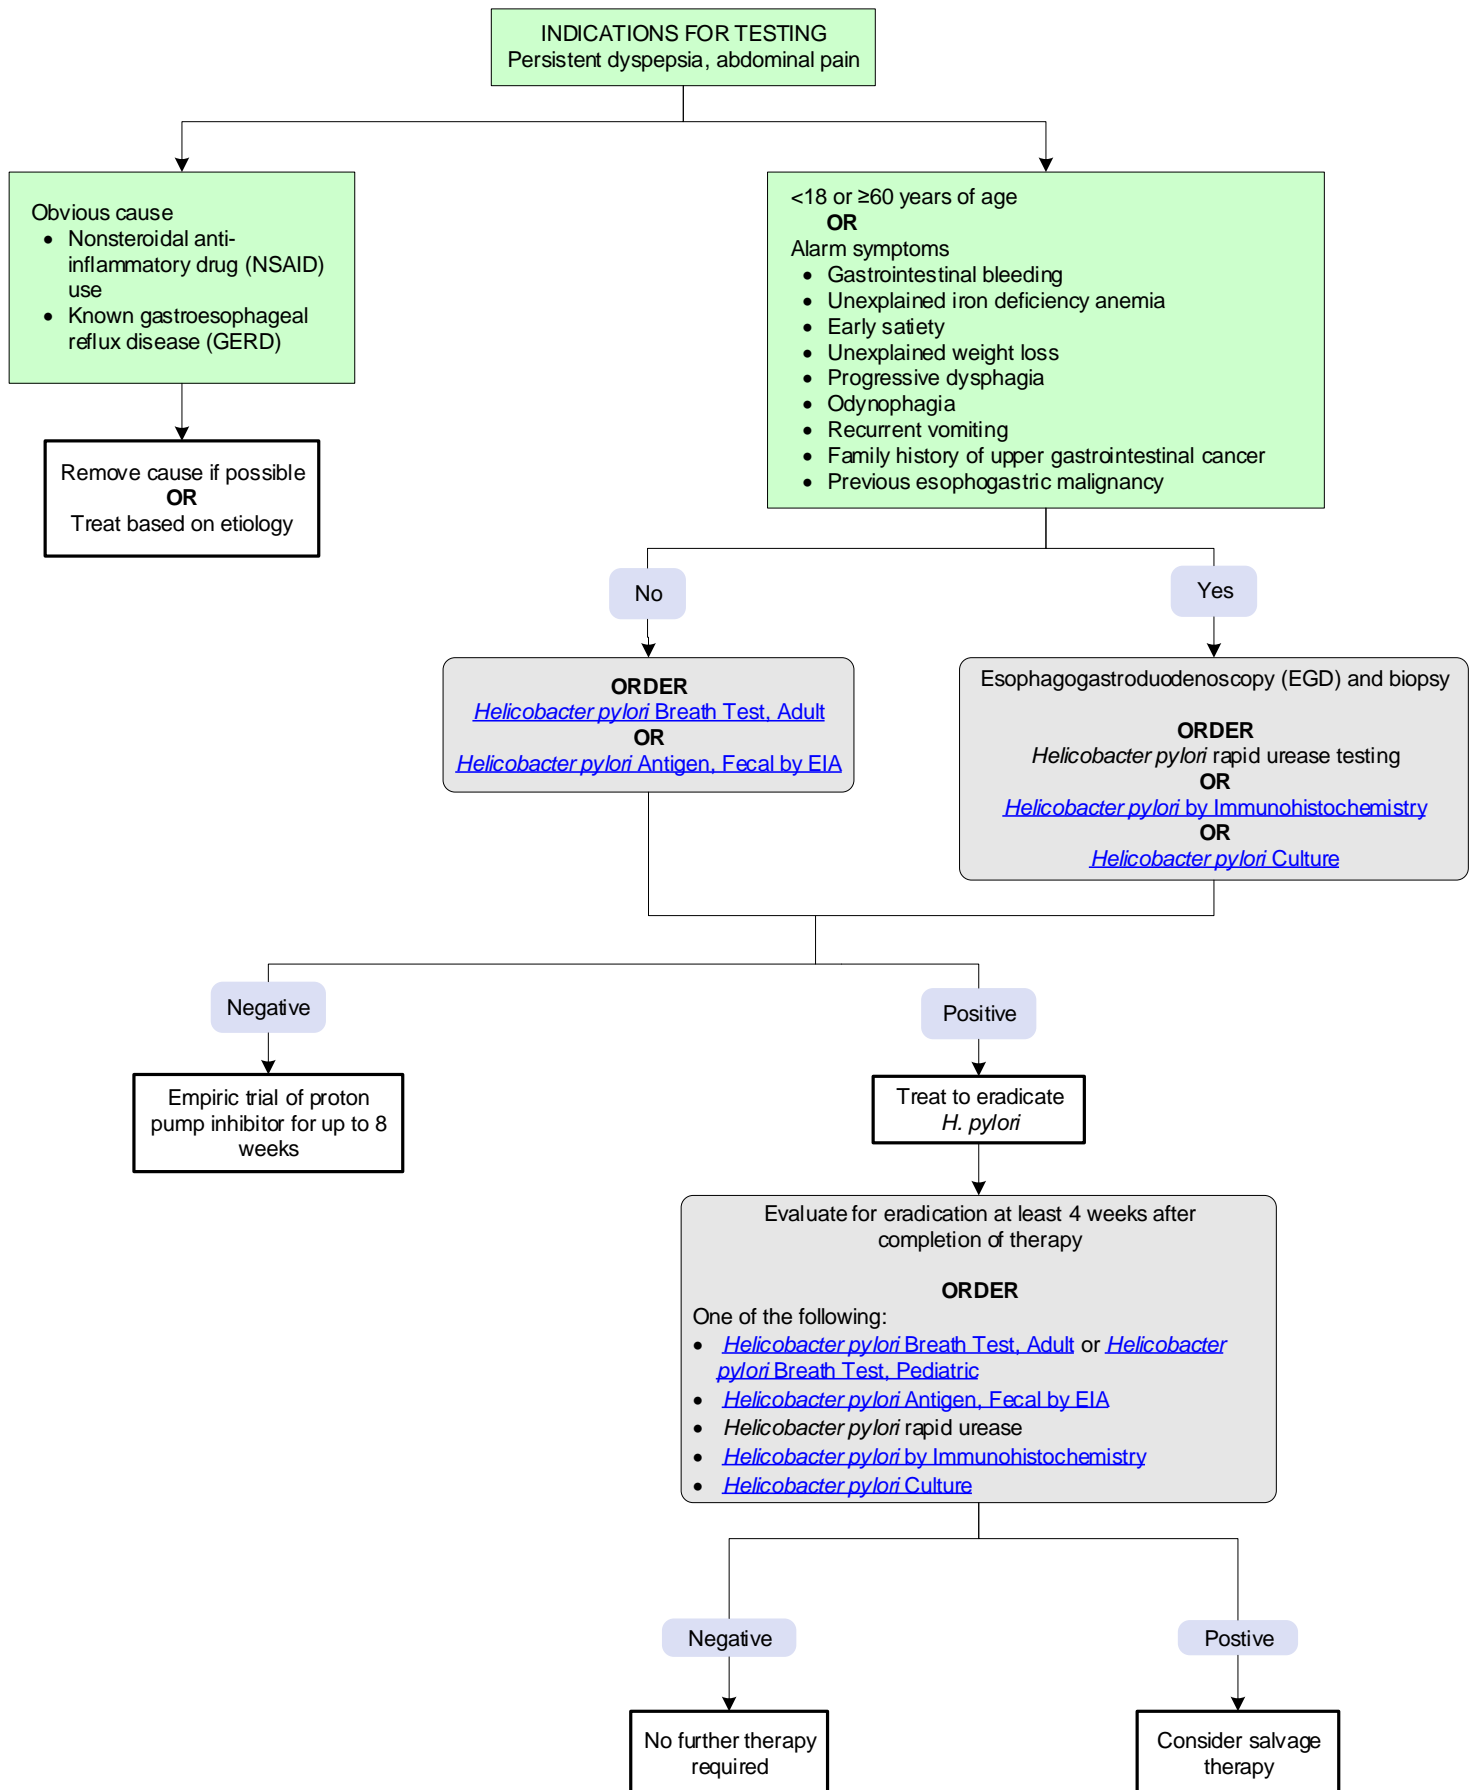 INDICATIONS FOR TESTING
Persistent dyspepsia, abdominal pain
Obvious cause
• Nonsteroidal anti-
inflammatory drug (NSAID)
use
• Known gastroesophageal
reflux disease (GERD)
Remove cause if possible
OR
Treat based on etiology
<18 or ≥60 years of age
OR
Alarm symptoms
• Gastrointestinal bleeding
• Unexplained iron deficiency anemia
• Early satiety
• Unexplained weight loss
• Progressive dysphagia
• Odynophagia
• Recurrent vomiting
• Family history of upper gastrointestinal cancer
• Previous esophogastric malignancy
No
Yes
ORDER
Helicobacter pylori Breath Test, Adult
OR
Helicobacter pylori Antigen, Fecal by EIA
Esophagogastroduodenoscopy (EGD) and biopsy
ORDER
Helicobacter pylori rapid urease testing
OR
Helicobacter pylori by Immunohistochemistry
OR
Helicobacter pylori Culture
Negative
Positive
Empiric trial of proton
pump inhibitor for up to 8
weeks
Treat to eradicate
H. pylori
Evaluate for eradication at least 4 weeks after
completion of therapy
ORDER
One of the following:
• Helicobacter pylori Breath Test, Adult or Helicobacter
pylori Breath Test, Pediatric
• Helicobacter pylori Antigen, Fecal by EIA
• Helicobacter pylori rapid urease
• Helicobacter pylori by Immunohistochemistry
• Helicobacter pylori Culture
Negative
Postive
No further therapy
required
Consider salvage
therapy